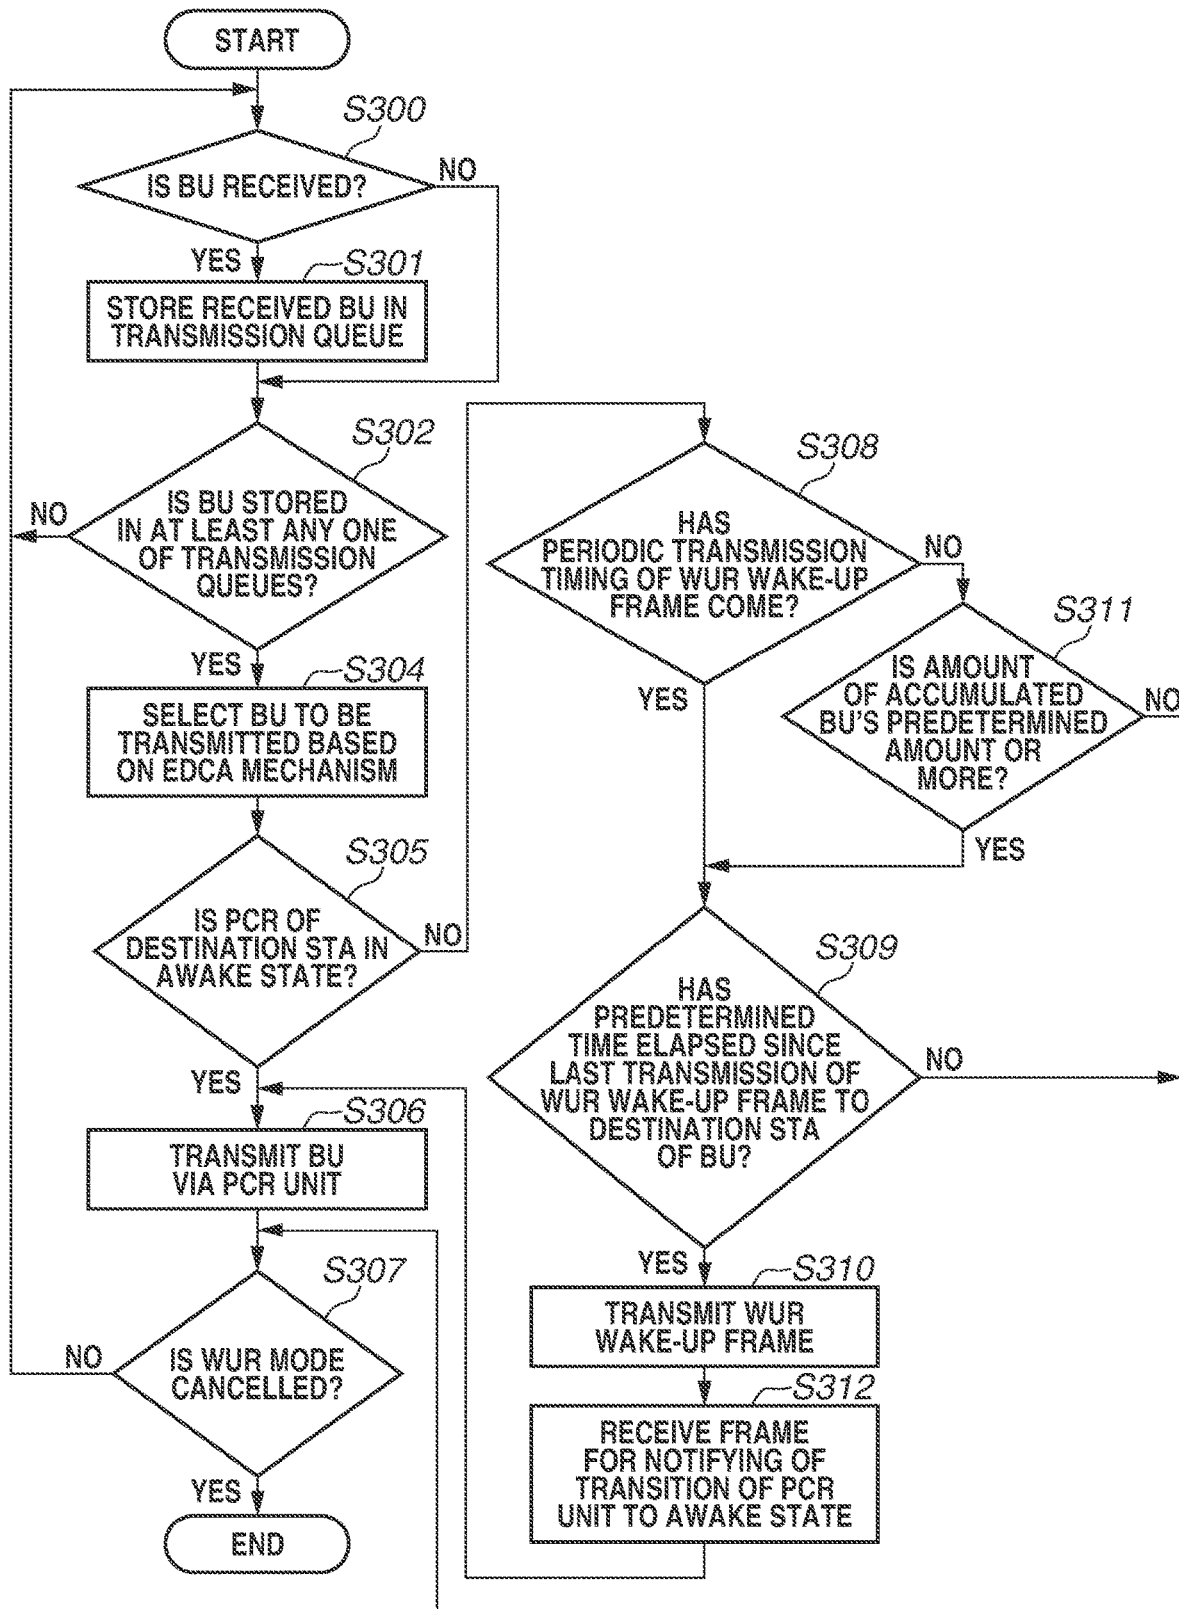 START
S300
IS BU RECEIVED?
NO
YES
S301
STORE RECEIVED BU IN
TRANSMISSION QUEUE
S302
IS BU STORED
IN AT LEAST ANY ONE
OF TRANSMISSION
QUEUES?
NO
YES
S304
SELECT BU TO BE
TRANSMITTED BASED
ON EDCA MECHANISM
S305
IS PCR OF
DESTINATION STA IN
AWAKE STATE?
NO
YES
S306
TRANSMIT BU
VIA PCR UNIT
S307
IS WUR MODE
CANCELLED?
NO
YES
END
S308
HAS
PERIODIC TRANSMISSION
TIMING OF WUR WAKE-UP
FRAME COME?
NO
YES
S311
IS AMOUNT
OF ACCUMULATED
BU'S PREDETERMINED
AMOUNT OR
MORE?
NO
YES
S309
HAS
PREDETERMINED
TIME ELAPSED SINCE
LAST TRANSMISSION OF
WUR WAKE-UP FRAME TO
DESTINATION STA
OF BU?
NO
YES
S310
TRANSMIT WUR
WAKE-UP FRAME
S312
RECEIVE FRAME
FOR NOTIFYING OF
TRANSITION OF PCR
UNIT TO AWAKE STATE